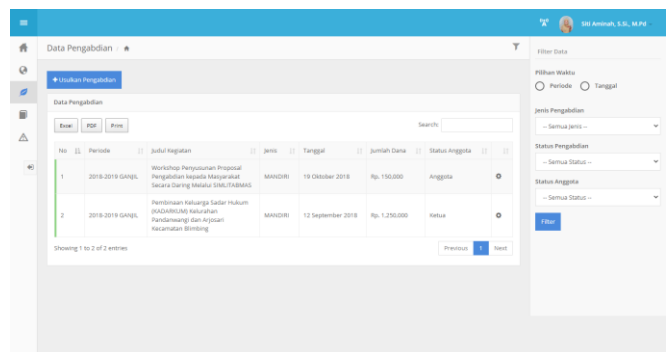 Siti Aminah, S.Si., M.Pd
Data Pengabdian /
Filter Data
+Usulkan Pengabdian
Pilihan Waktu
Periode Tanggal
Data Pengabdian
Jenis Pengabdian
Excel PDF Print
Search:
-- Semua Jenis --
Status Pengabdian
No Periode Judul Kegiatan Jenis Tanggal Jumlah Dana Status Anggota
-- Semua Status --
1 2018-2019 GANJIL
Workshop Penyusunan Proposal
Pengabdian kepada Masyarakat
Secara Daring Melalui SIMLITABMAS
MANDIRI 18 Oktober 2018 Rp. 150,000 Anggota
Status Anggota
-- Semua Status --
2 2018-2019 GANJIL
Pembinaan Keluarga Sadar Hukum
(KADARKUM) Kelurahan
Pandanwangi dan Arjosari
Kecamatan Blimbing
MANDIRI 12 September 2018 Rp. 1,250,000 Ketua
Filter
Showing 1 to 2 of 2 entries
Previous 1 Next